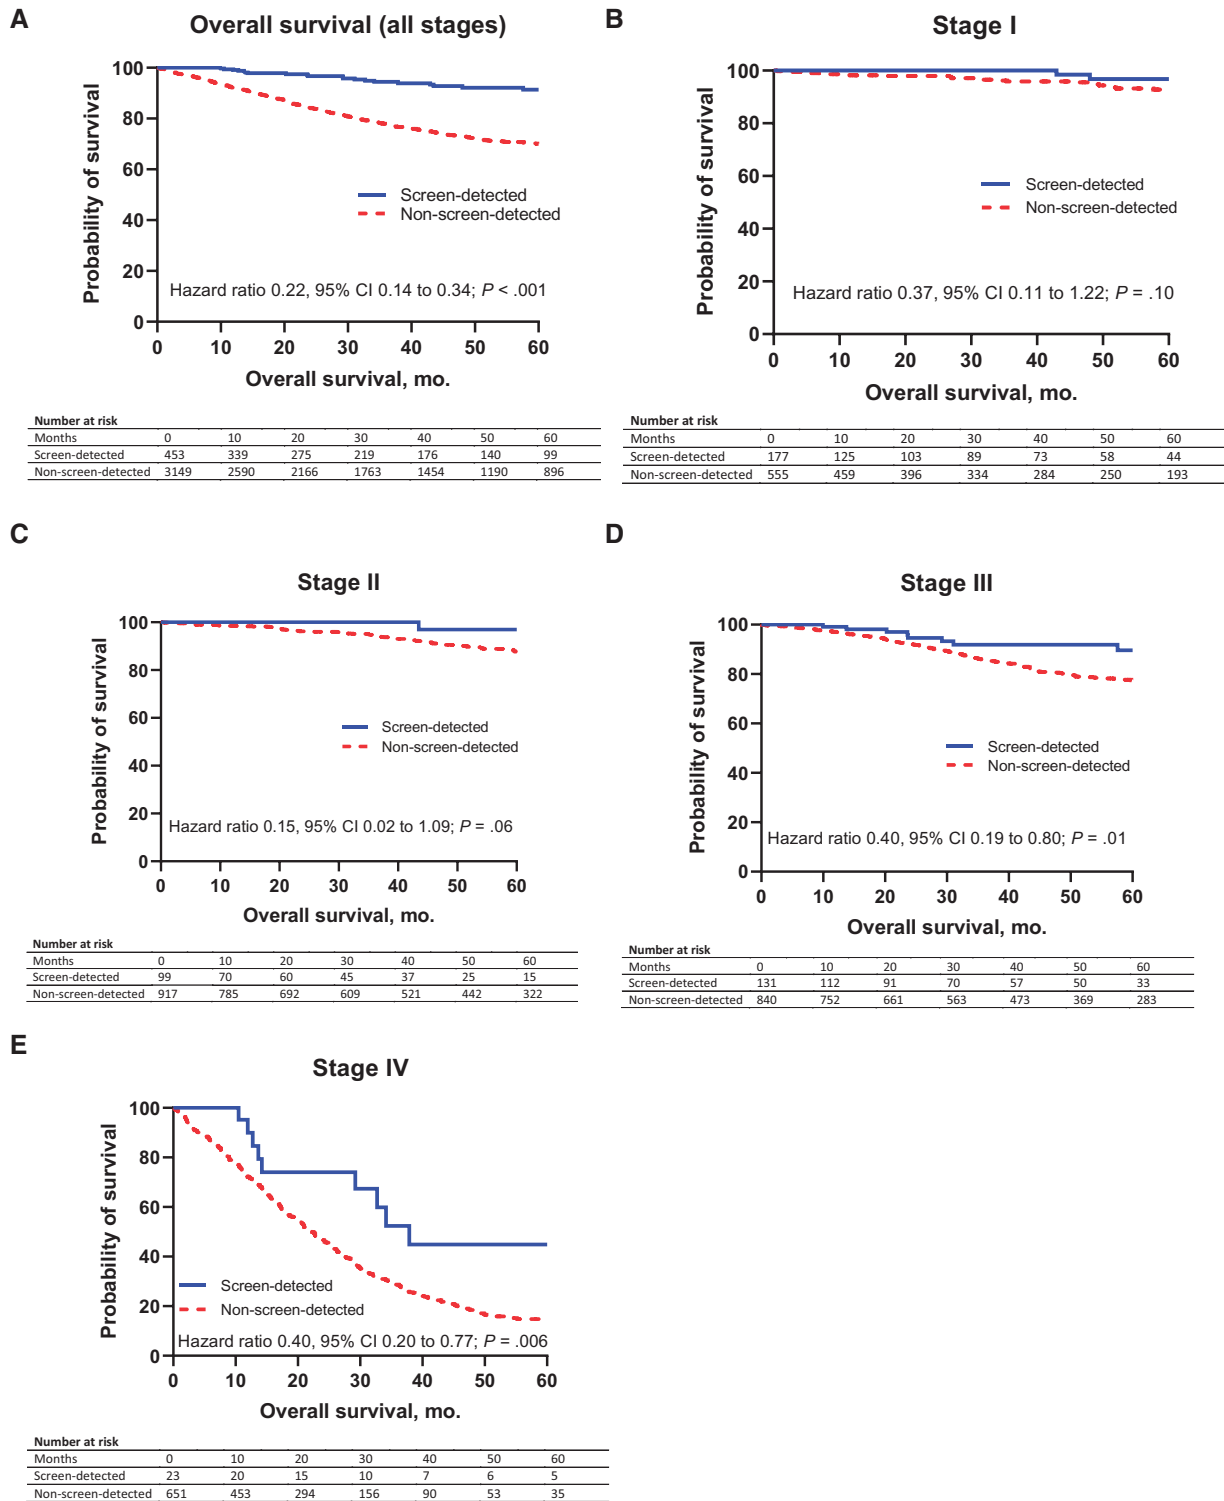 A
Overall survival (all stages)
Probability of survival
100
80
60
40
20
0
Screen-detected
Non-screen-detected
Hazard ratio 0.22, 95% CI 0.14 to 0.34; P < .001
0 10 20 30 40 50 60
Overall survival, mo.
Number at risk
Months 0 10 20 30 40 50 60
Screen-detected 453 339 275 219 176 140 99
Non-screen-detected 3149 2590 2166 1763 1454 1190 896
B
Stage I
Probability of survival
100
80
60
40
20
0
Screen-detected
Non-screen-detected
Hazard ratio 0.37, 95% CI 0.11 to 1.22; P = .10
0 10 20 30 40 50 60
Overall survival, mo.
Number at risk
Months 0 10 20 30 40 50 60
Screen-detected 177 125 103 89 73 58 44
Non-screen-detected 555 459 396 334 284 250 193
C
Stage II
Probability of survival
100
80
60
40
20
0
Screen-detected
Non-screen-detected
Hazard ratio 0.15, 95% CI 0.02 to 1.09; P = .06
0 10 20 30 40 50 60
Overall survival, mo.
Number at risk
Months 0 10 20 30 40 50 60
Screen-detected 99 70 60 45 37 25 15
Non-screen-detected 917 785 692 609 521 442 322
D
Stage III
Probability of survival
100
80
60
40
20
0
Screen-detected
Non-screen-detected
Hazard ratio 0.40, 95% CI 0.19 to 0.80; P = .01
0 10 20 30 40 50 60
Overall survival, mo.
Number at risk
Months 0 10 20 30 40 50 60
Screen-detected 131 112 91 70 57 50 33
Non-screen-detected 840 752 661 563 473 369 283
E
Stage IV
Probability of survival
100
80
60
40
20
0
Screen-detected
Non-screen-detected
Hazard ratio 0.40, 95% CI 0.20 to 0.77; P = .006
0 10 20 30 40 50 60
Overall survival, mo.
Number at risk
Months 0 10 20 30 40 50 60
Screen-detected 23 20 15 10 7 6 5
Non-screen-detected 651 453 294 156 90 53 35